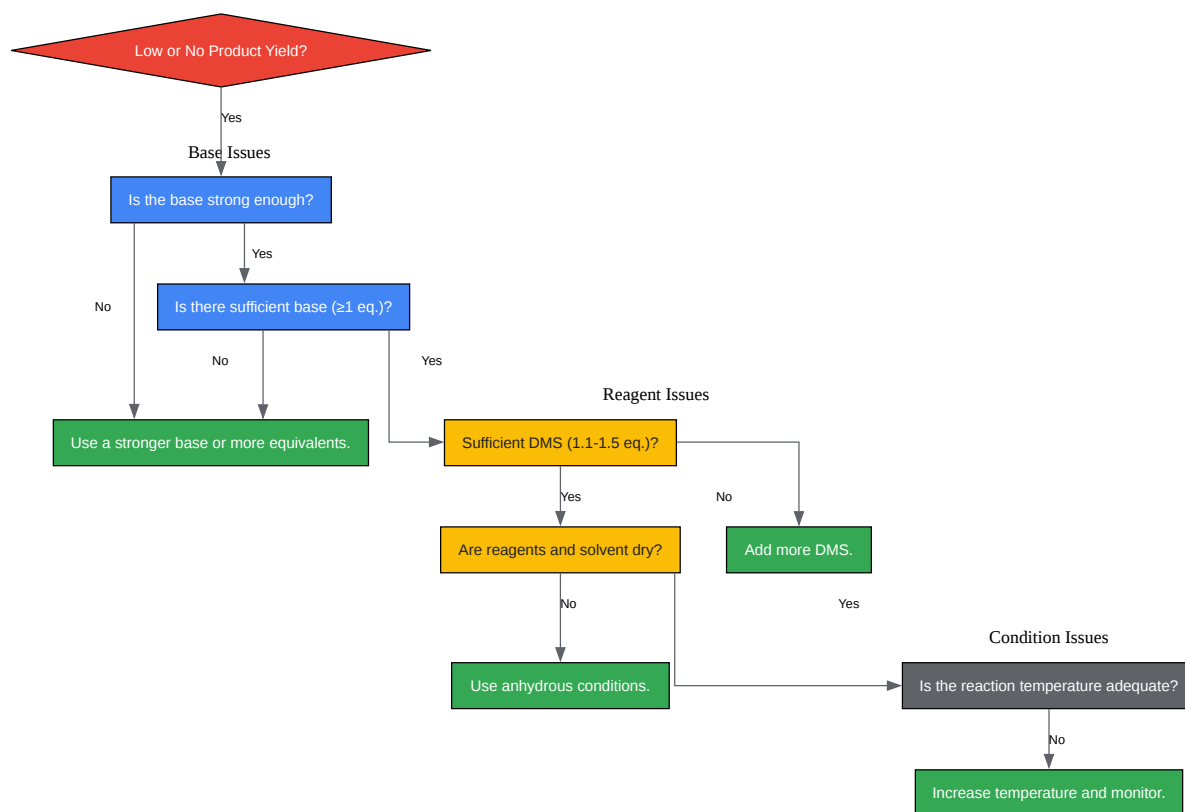 Low or No Product Yield?
Yes
Base Issues
Is the base strong enough?
Yes
No
Is there sufficient base (≥1 eq.)?
No
Yes
Reagent Issues
Use a stronger base or more equivalents.
Sufficient DMS (1.1-1.5 eq.)?
Yes
No
Are reagents and solvent dry?
Add more DMS.
No
Yes
Condition Issues
Use anhydrous conditions.
Is the reaction temperature adequate?
No
Increase temperature and monitor.